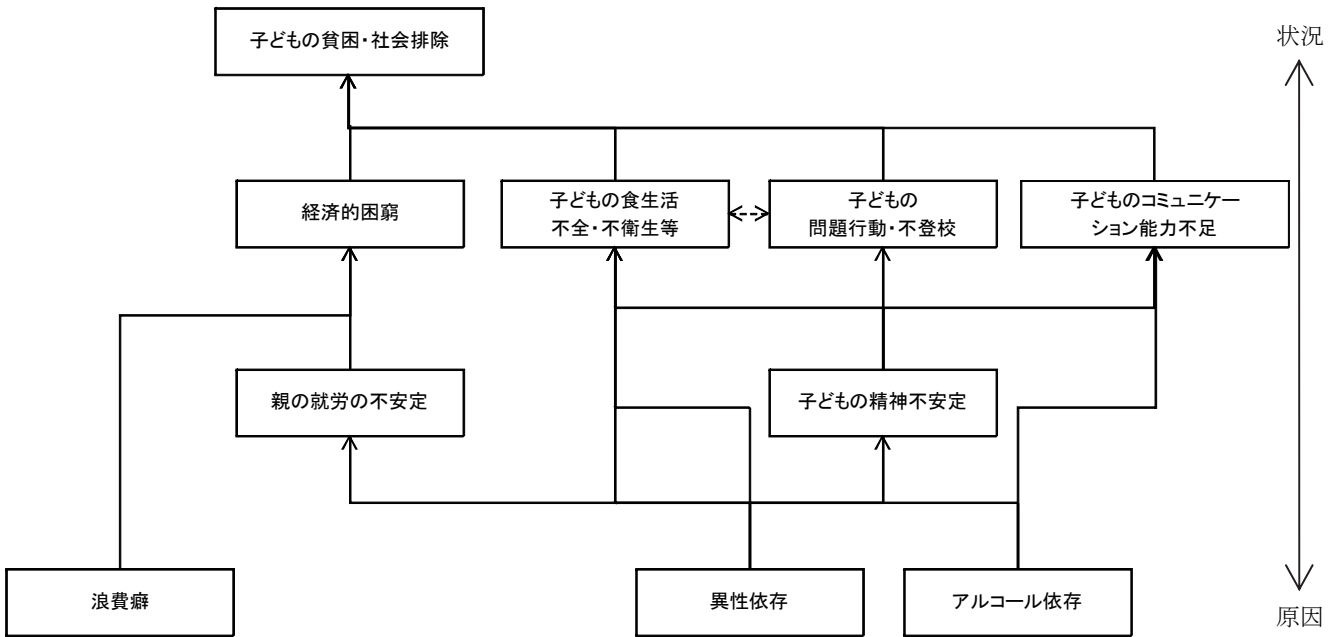 子どもの貧困・社会排除
状況
経済的困窮
子どもの食生活
不全・不衛生等
子どもの
問題行動・不登校
子どものコミュニケー
ション能力不足
親の就労の不安定
子どもの精神不安定
浪費癖
異性依存
アルコール依存
原因